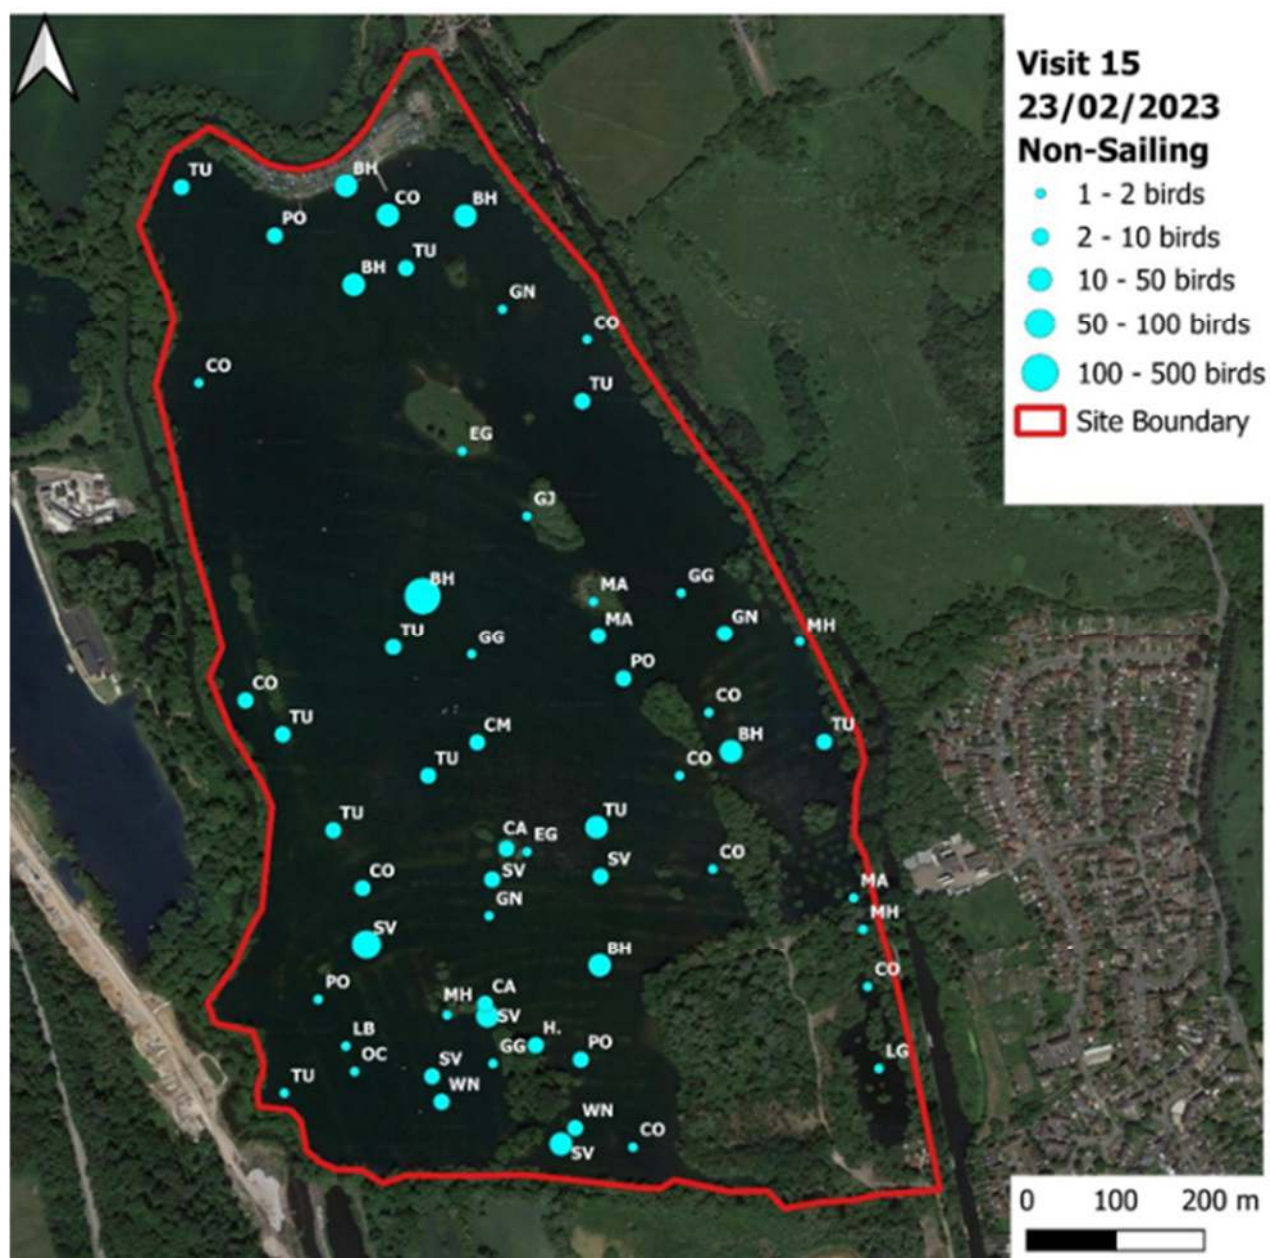 Visit 15
23/02/2023
Non-Sailing
1 - 2 birds
2 - 10 birds
10 - 50 birds
50 - 100 birds
100 - 500 birds
Site Boundary
TU
BH
CO
BH
PO
TU
BH
GN
CO
CO
TU
EG
GJ
BH
MA
GG
MA
GN
MH
TU
GG
PO
CO
CO
TU
CM
BH
TU
TU
CO
TU
TU
CA
EG
SV
CO
CO
SV
GN
MA
MH
SV
BH
CO
PO
CA
MH
SV
LB
H.
OC
GG
PO
LG
SV
TU
WN
WN
CO
SV
0 100 200 m